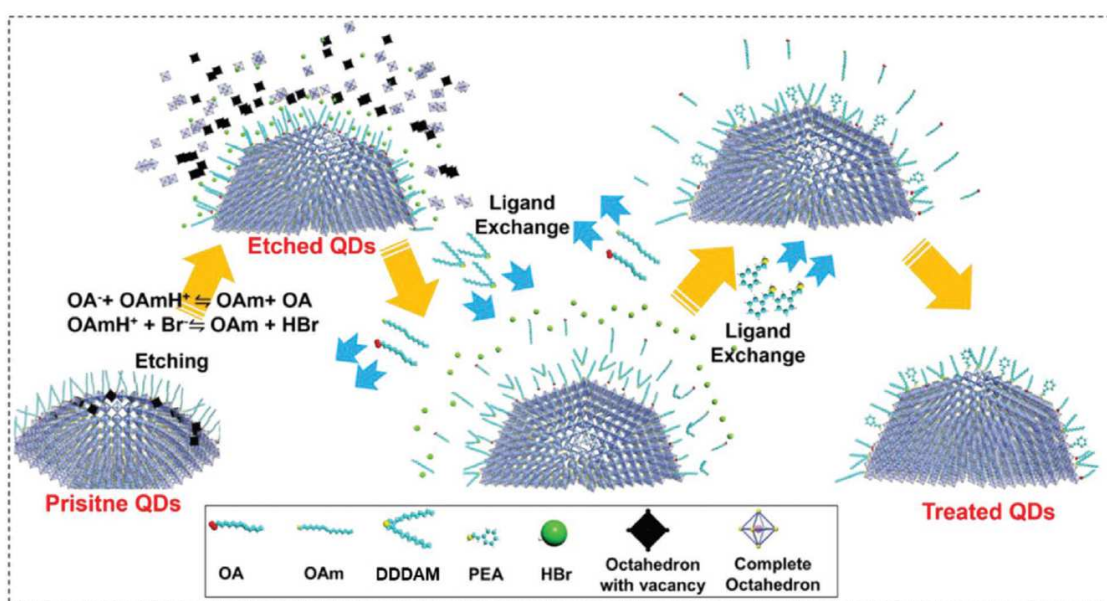 Etched QDs
Ligand
Exchange
OA⁻+ OAmH⁺ ⇋ OAm+ OA
OAmH⁺ + Br⁻⇋ OAm + HBr
Etching
Ligand
Exchange
Prisitne QDs
Treated QDs
OA
OAm
DDDAM
PEA
HBr
Octahedron
with vacancy
Complete
Octahedron